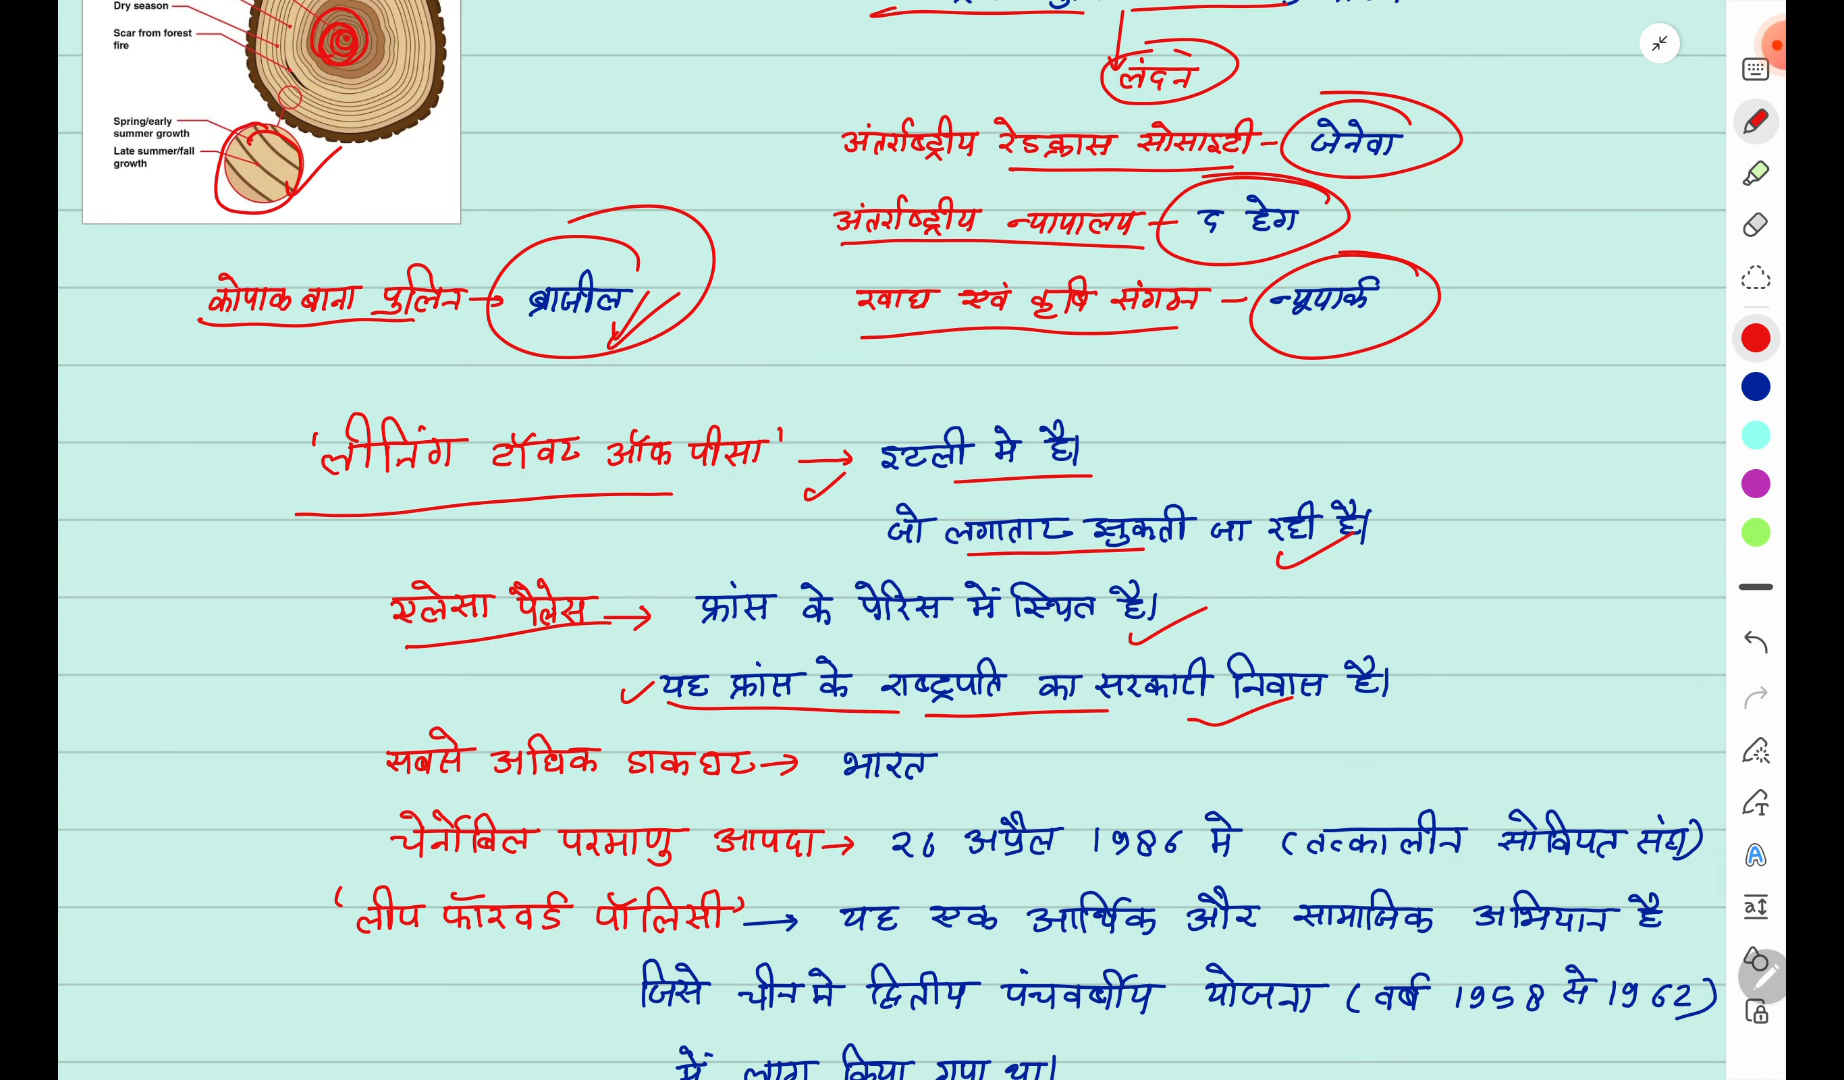 Dry season
Scar from forest
fire
Spring/early
summer growth
Late summer/fall
growth
लंदन
अंतर्राष्ट्रीय रेडक्रास सोसाइटी - जेनेवा
अंतर्राष्ट्रीय न्यायालय - द हेग
कोपाकबाना पुलिन → ब्राजील
खाद्य एवं कृषि संगठन - न्यूयार्क
'लीनिंग टॉवर ऑफ पीसा' → इटली मे है।
जो लगातार झुकती जा रही है।
एलेसा पैलेस → फ्रांस के पेरिस में स्थित है।
यह फ्रांस के राष्ट्रपति का सरकारी निवास है।
सबसे अधिक डाकघर → भारत
चेर्नोबिल परमाणु आपदा → 26 अप्रैल 1986 मे (तत्कालीन सोवियत संघ)
'लीप फॉरवर्ड पॉलिसी' → यह एक आर्थिक और सामाजिक अभियान है
जिसे चीन मे द्वितीय पंचवर्षीय योजना (वर्ष 1958 से 1962)
में लागू किया गया था।